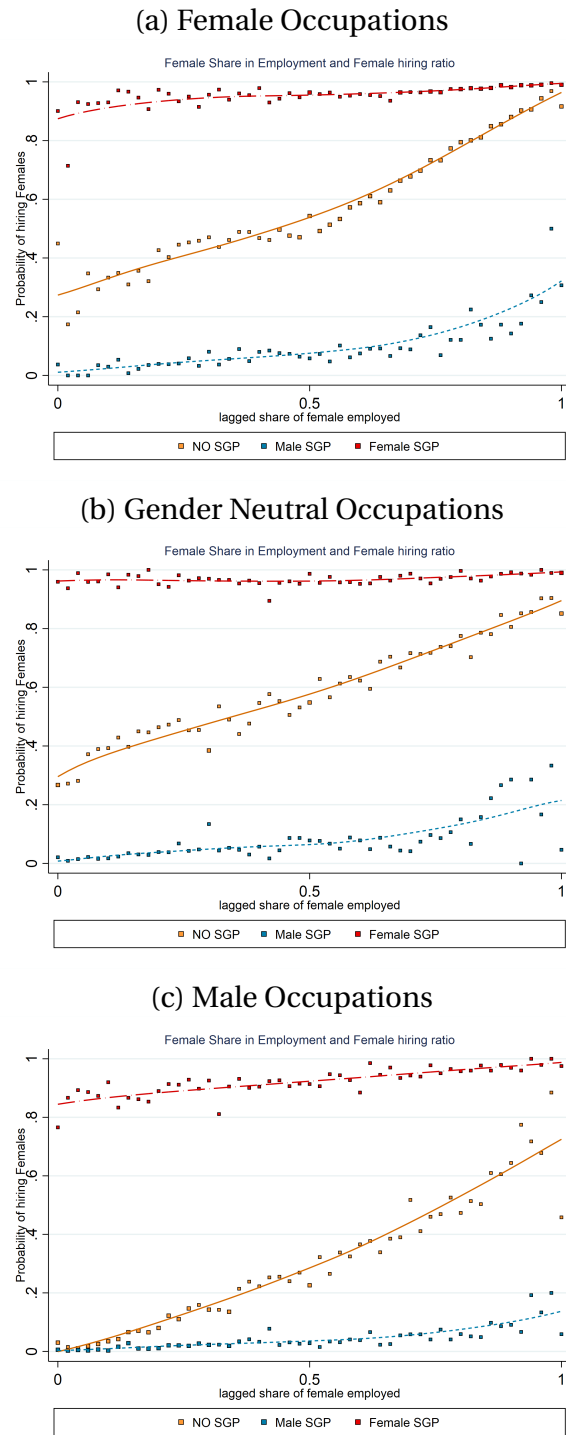 (a) Female Occupations
Female Share in Employment and Female hiring ratio
Probability of hiring Females
1
.8
.6
.4
.2
0
0 0.5 1
lagged share of female employed
NO SGP Male SGP Female SGP
(b) Gender Neutral Occupations
Female Share in Employment and Female hiring ratio
Probability of hiring Females
1
.8
.6
.4
.2
0
0 0.5 1
lagged share of female employed
NO SGP Male SGP Female SGP
(c) Male Occupations
Female Share in Employment and Female hiring ratio
Probability of hiring Females
1
.8
.6
.4
.2
0
0 0.5 1
lagged share of female employed
NO SGP Male SGP Female SGP